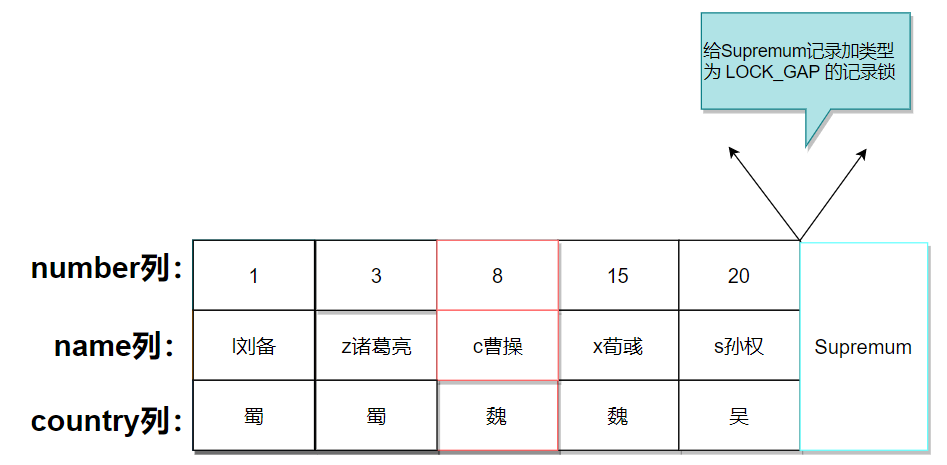 给Supremum记录加类型
为 LOCK_GAP 的记录锁
number列： 1 3 8 15 20
name列： l刘备 z诸葛亮 c曹操 x荀彧 s孙权 Supremum
country列： 蜀 蜀 魏 魏 吴